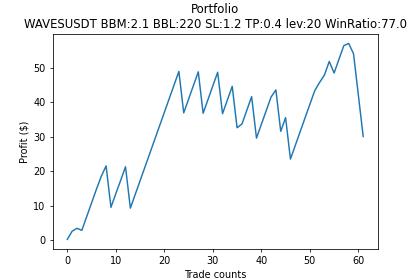 Portfolio
WAVESUSDT BBM:2.1 BBL:220 SL:1.2 TP:0.4 lev:20 WinRatio:77.0
50
40
30
20
10
0
Profit ($)
0 10 20 30 40 50 60
Trade counts